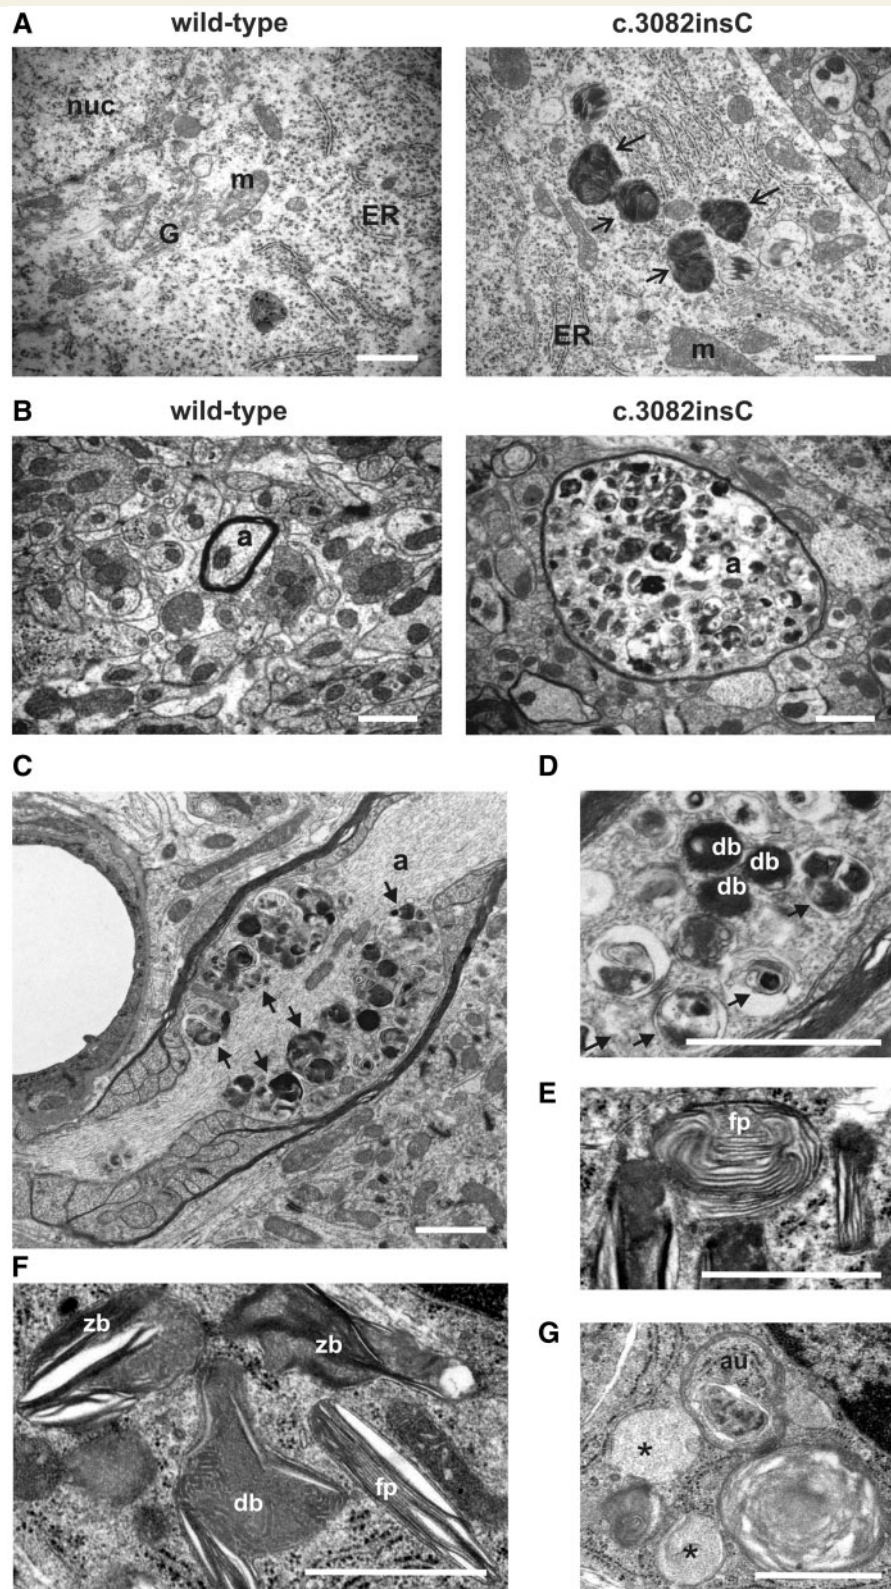 A
wild-type c.3082insC
nuc
m
G ER
ER m
B
wild-type c.3082insC
a a
C D
a
db db
db
E
fp
F
zb zb
db fp
G
au
*
*